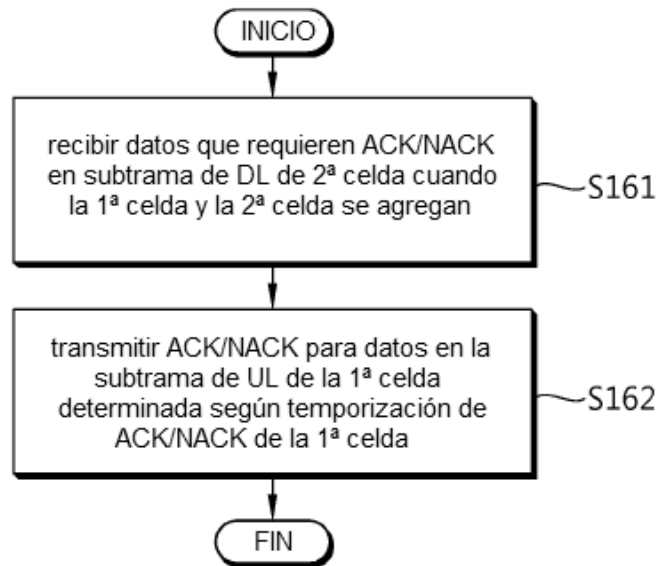 INICIO
recibir datos que requieren ACK/NACK
en subtrama de DL de 2ª celda cuando
la 1ª celda y la 2ª celda se agregan
S161
transmitir ACK/NACK para datos en la
subtrama de UL de la 1ª celda
determinada según temporización de
ACK/NACK de la 1ª celda
S162
FIN